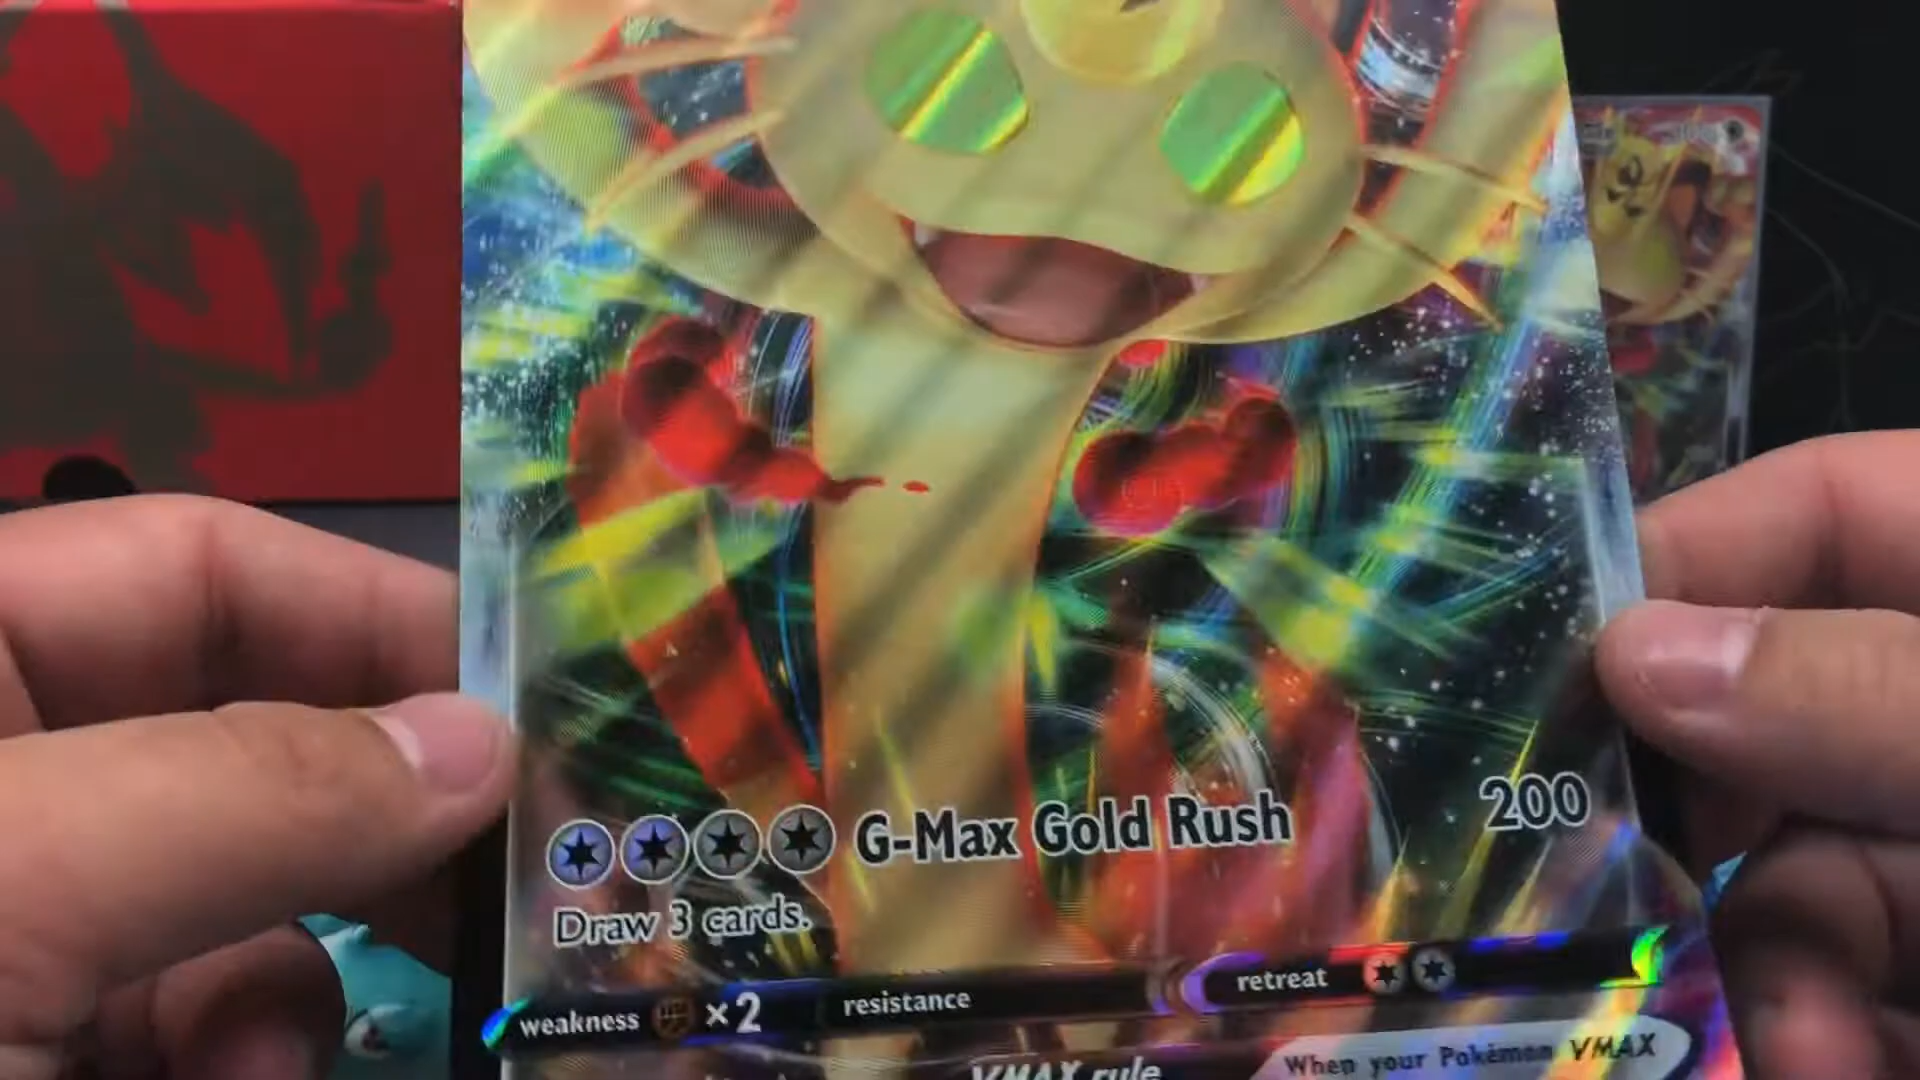 G-Max Gold Rush 200
Draw 3 cards.
weakness ×2 resistance retreat
VMAX rule When your Pokémon VMAX